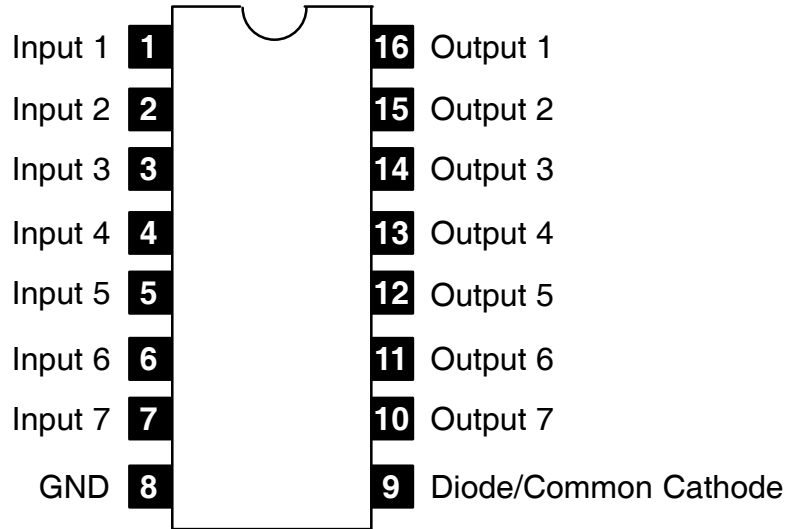 Input 1 1 16 Output 1
Input 2 2 15 Output 2
Input 3 3 14 Output 3
Input 4 4 13 Output 4
Input 5 5 12 Output 5
Input 6 6 11 Output 6
Input 7 7 10 Output 7
GND 8 9 Diode/Common Cathode